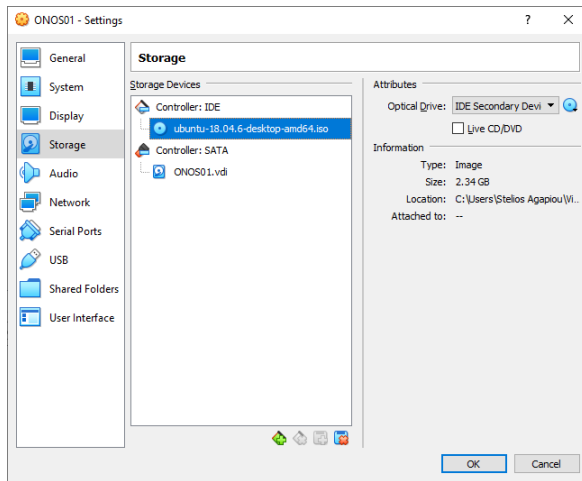 ONOS01 - Settings
?
General
System
Display
Storage
Audio
Network
Serial Ports
USB
Shared Folders
User Interface
Storage
Storage Devices
Controller: IDE
ubuntu-18.04.6-desktop-amd64.iso
Controller: SATA
ONOS01.vdi
Attributes
Optical Drive: IDE Secondary Devi
Live CD/DVD
Information
Type: Image
Size: 2.34 GB
Location: C:\Users\Stelios Agapiou\Vi...
Attached to: --
OK Cancel